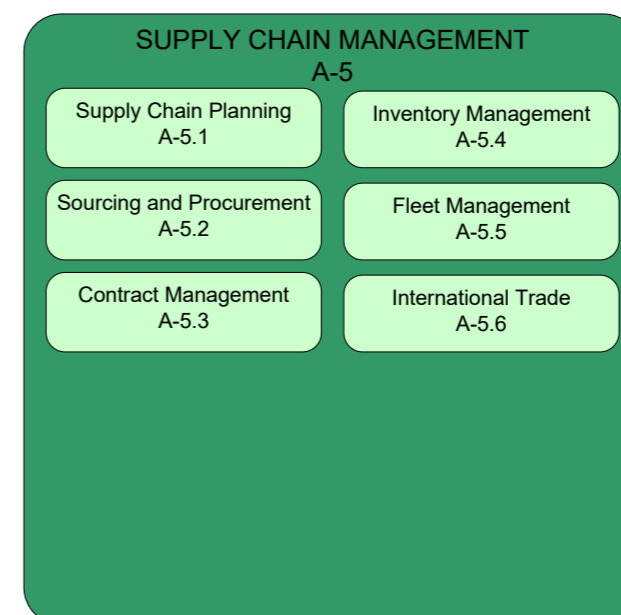 SUPPLY CHAIN MANAGEMENT
A-5
Supply Chain Planning
A-5.1
Inventory Management
A-5.4
Sourcing and Procurement
A-5.2
Fleet Management
A-5.5
Contract Management
A-5.3
International Trade
A-5.6